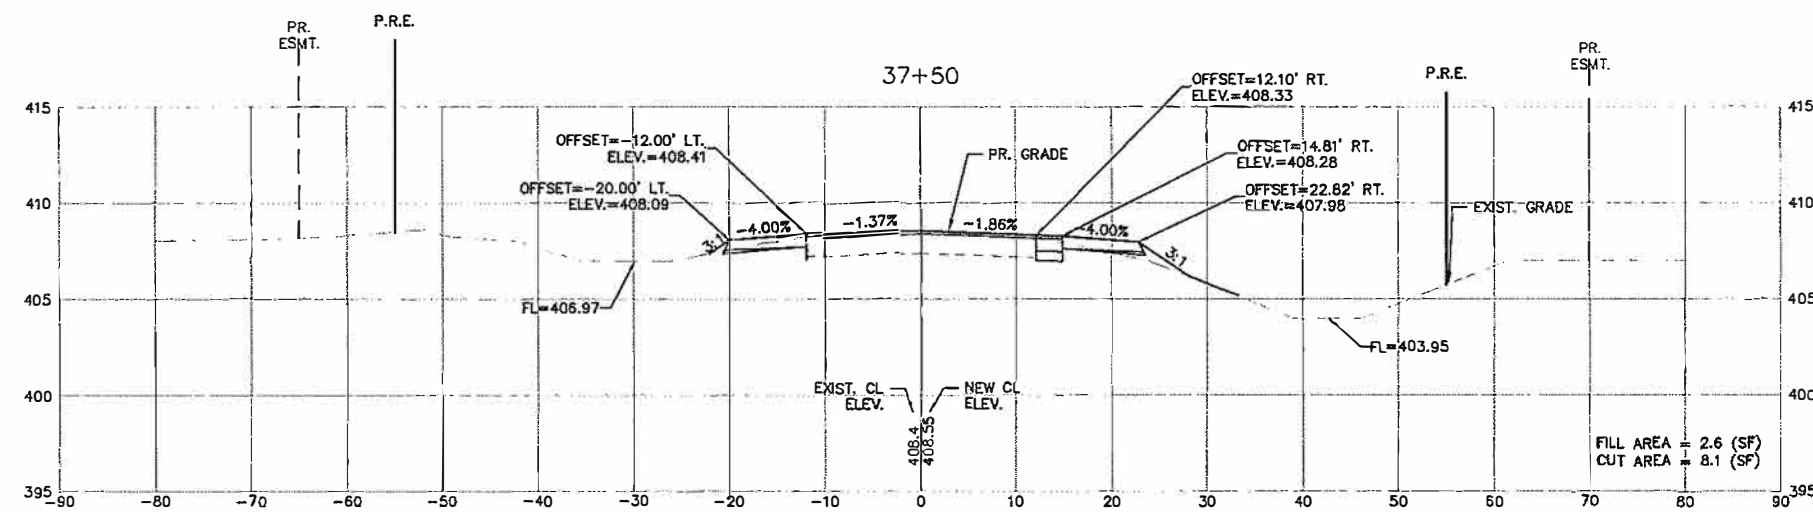 PR.
ESMT.
P.R.E.
37+50
OFFSET=12.10' RT.
ELEV.=408.33
P.R.E.
PR.
ESMT.
415
415
OFFSET=-12.00' LT.
ELEV.=408.41
PR. GRADE
OFFSET=14.81' RT.
ELEV.=408.28
OFFSET=-20.00' LT.
ELEV.=408.09
OFFSET=22.82' RT.
ELEV.=407.98
410
410
EXIST. GRADE
3:1
-4.00%
-1.37%
-1.86%
-4.00%
3:1
405
405
FL=406.97
FL=403.95
400
400
EXIST. CL
ELEV.
NEW CL
ELEV.
408.4
408.55
FILL AREA = 2.6 (SF)
CUT AREA = 8.1 (SF)
395
395
-90 -80 -70 -60 -50 -40 -30 -20 -10 0 10 20 30 40 50 60 70 80 90